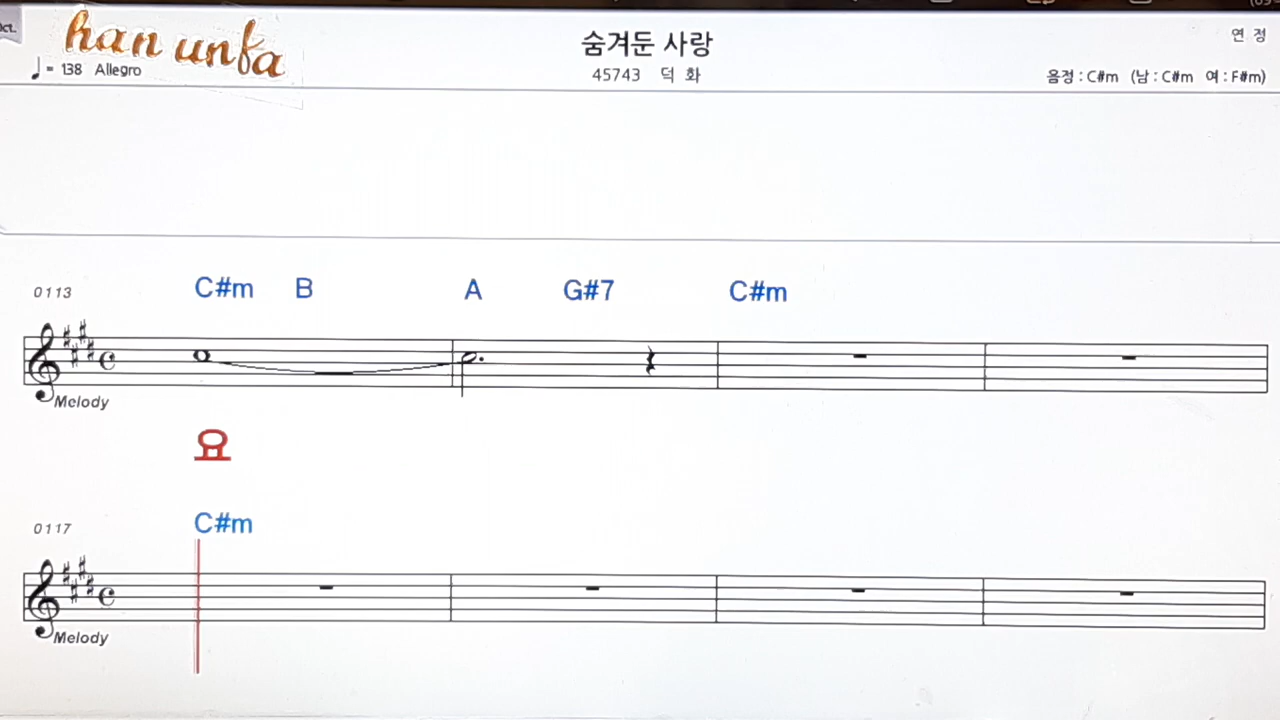 han unfa
숨겨둔 사랑
연 정
♩= 138 Allegro
45743 덕 화
음정 : C#m (남 : C#m 여 : F#m)
0113 C#m B A G#7 C#m
Melody
요
0117 C#m
Melody